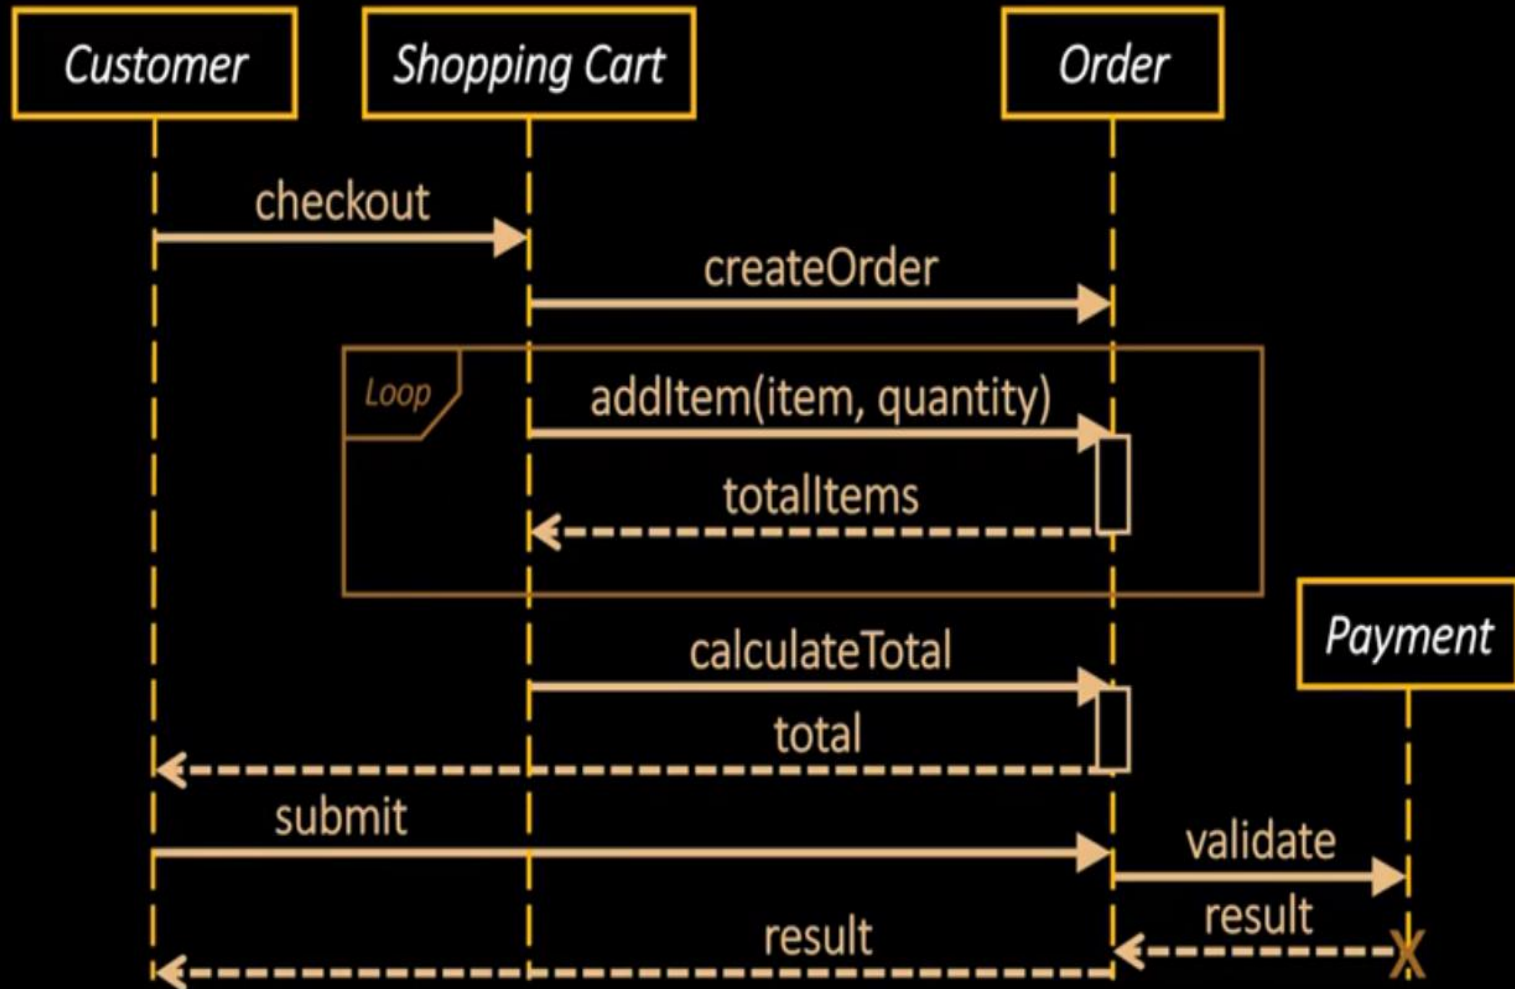 Customer
Shopping Cart
Order
checkout
createOrder
Loop
addItem(item, quantity)
totalItems
Payment
calculateTotal
total
submit
validate
result
result
X